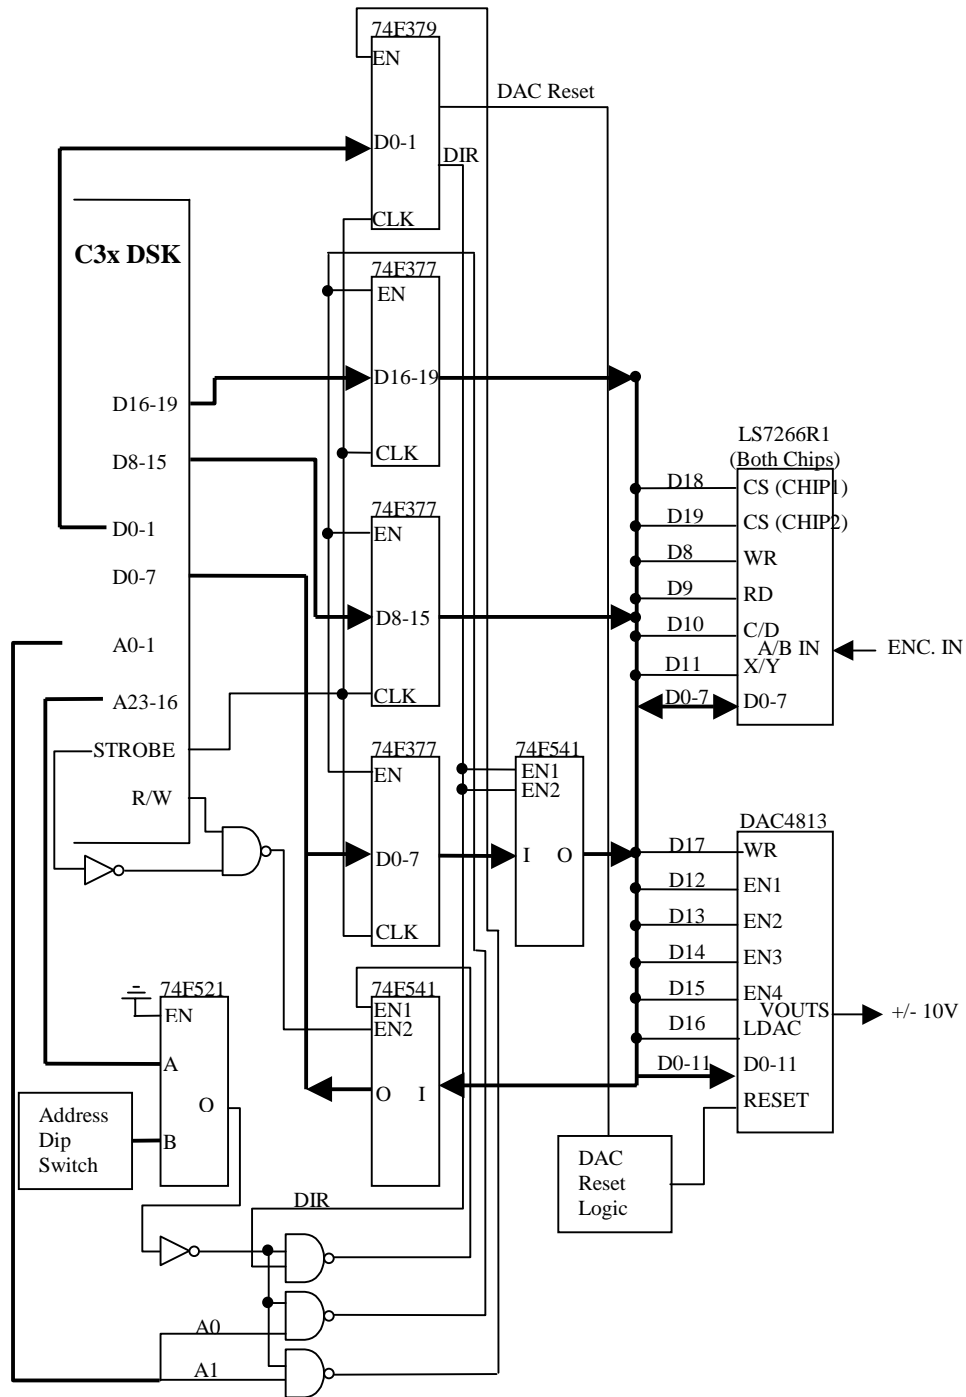 74F379
EN
DAC Reset
D0-1
DIR
CLK
C3x DSK
74F377
EN
D16-19
D16-19
CLK
D8-15
LS7266R1
(Both Chips)
D18
CS (CHIP1)
D19
CS (CHIP2)
D0-1
74F377
EN
D8
WR
D0-7
D9
RD
D8-15
D10
C/D
A0-1
A/B IN
ENC. IN
D11
X/Y
A23-16
CLK
D0-7
D0-7
STROBE
74F377
74F541
EN
EN1
EN2
R/W
DAC4813
D17
WR
D0-7
I
O
D12
EN1
D13
EN2
CLK
D14
EN3
74F521
74F541
D15
EN4
EN
EN1
VOUTS
+/- 10V
EN2
D16
LDAC
A
D0-11
D0-11
O
O
I
RESET
Address
Dip
Switch
B
DAC
Reset
Logic
DIR
A0
A1